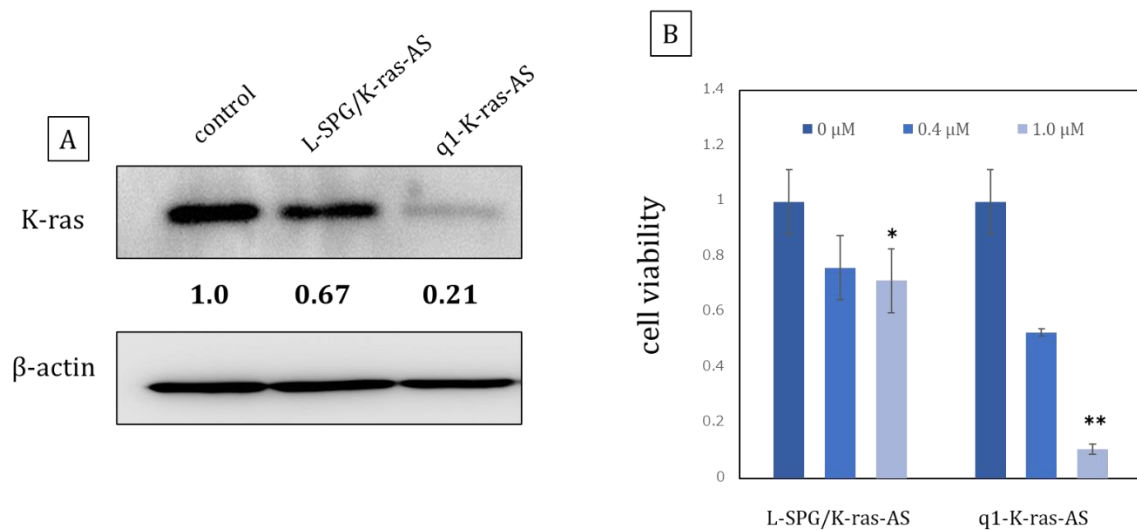 A
control
L-SPG/K-ras-AS
q1-K-ras-AS
K-ras
1.0 0.67 0.21
β-actin
B
cell viability
1.4
1.2
1
0.8
0.6
0.4
0.2
0
0 μM 0.4 μM 1.0 μM
*
**
L-SPG/K-ras-AS q1-K-ras-AS